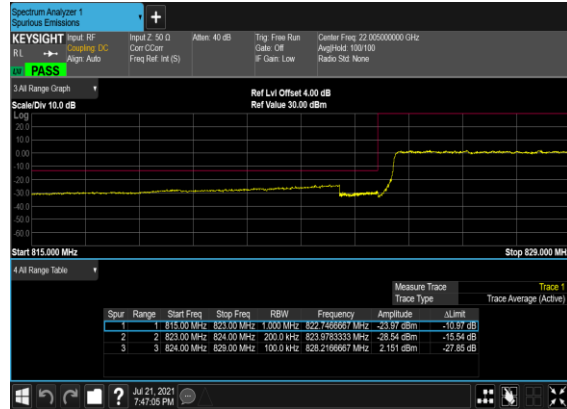 Spectrum Analyzer 1
Spurious Emissions
+
KEYSIGHT
RL
Input: RF
Coupling: DC
Align: Auto
Input Z: 50 Ω
Corr CCorr
Freq Ref: Int (S)
Atten: 40 dB
Trig: Free Run
Gate: Off
IF Gain: Low
Center Freq: 22.005000000 GHz
Avg|Hold: 100/100
Radio Std: None
PASS
3 All Range Graph
Scale/Div 10.0 dB
Ref Lvl Offset 4.00 dB
Ref Value 30.00 dBm
Log
20.0
10.0
0.00
-10.0
-20.0
-30.0
-40.0
-50.0
-60.0
Start 815.000 MHz
Stop 829.000 MH
4 All Range Table
Measure Trace Trace 1
Trace Type Trace Average (Active)
Spur Range Start Freq Stop Freq RBW Frequency Amplitude ΔLimit
1 1 815.00 MHz 823.00 MHz 1.000 MHz 822.7466667 MHz -23.97 dBm -10.97 dB
2 2 823.00 MHz 824.00 MHz 200.0 kHz 823.9783333 MHz -28.54 dBm -15.54 dB
3 3 824.00 MHz 829.00 MHz 100.0 kHz 828.2166667 MHz 2.151 dBm -27.85 dB
?
Jul 21, 2021
7:47:05 PM